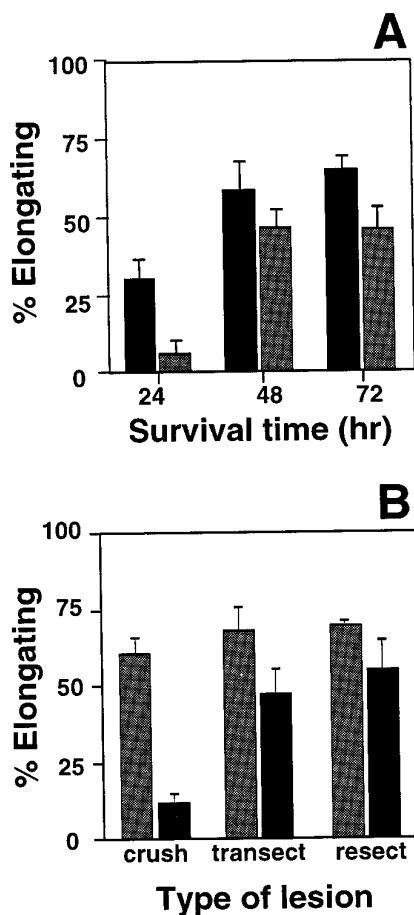 A
100
75
50
25
0
% Elongating
24 48 72
Survival time (hr)
B
100
75
50
25
0
% Elongating
crush transect resect
Type of lesion